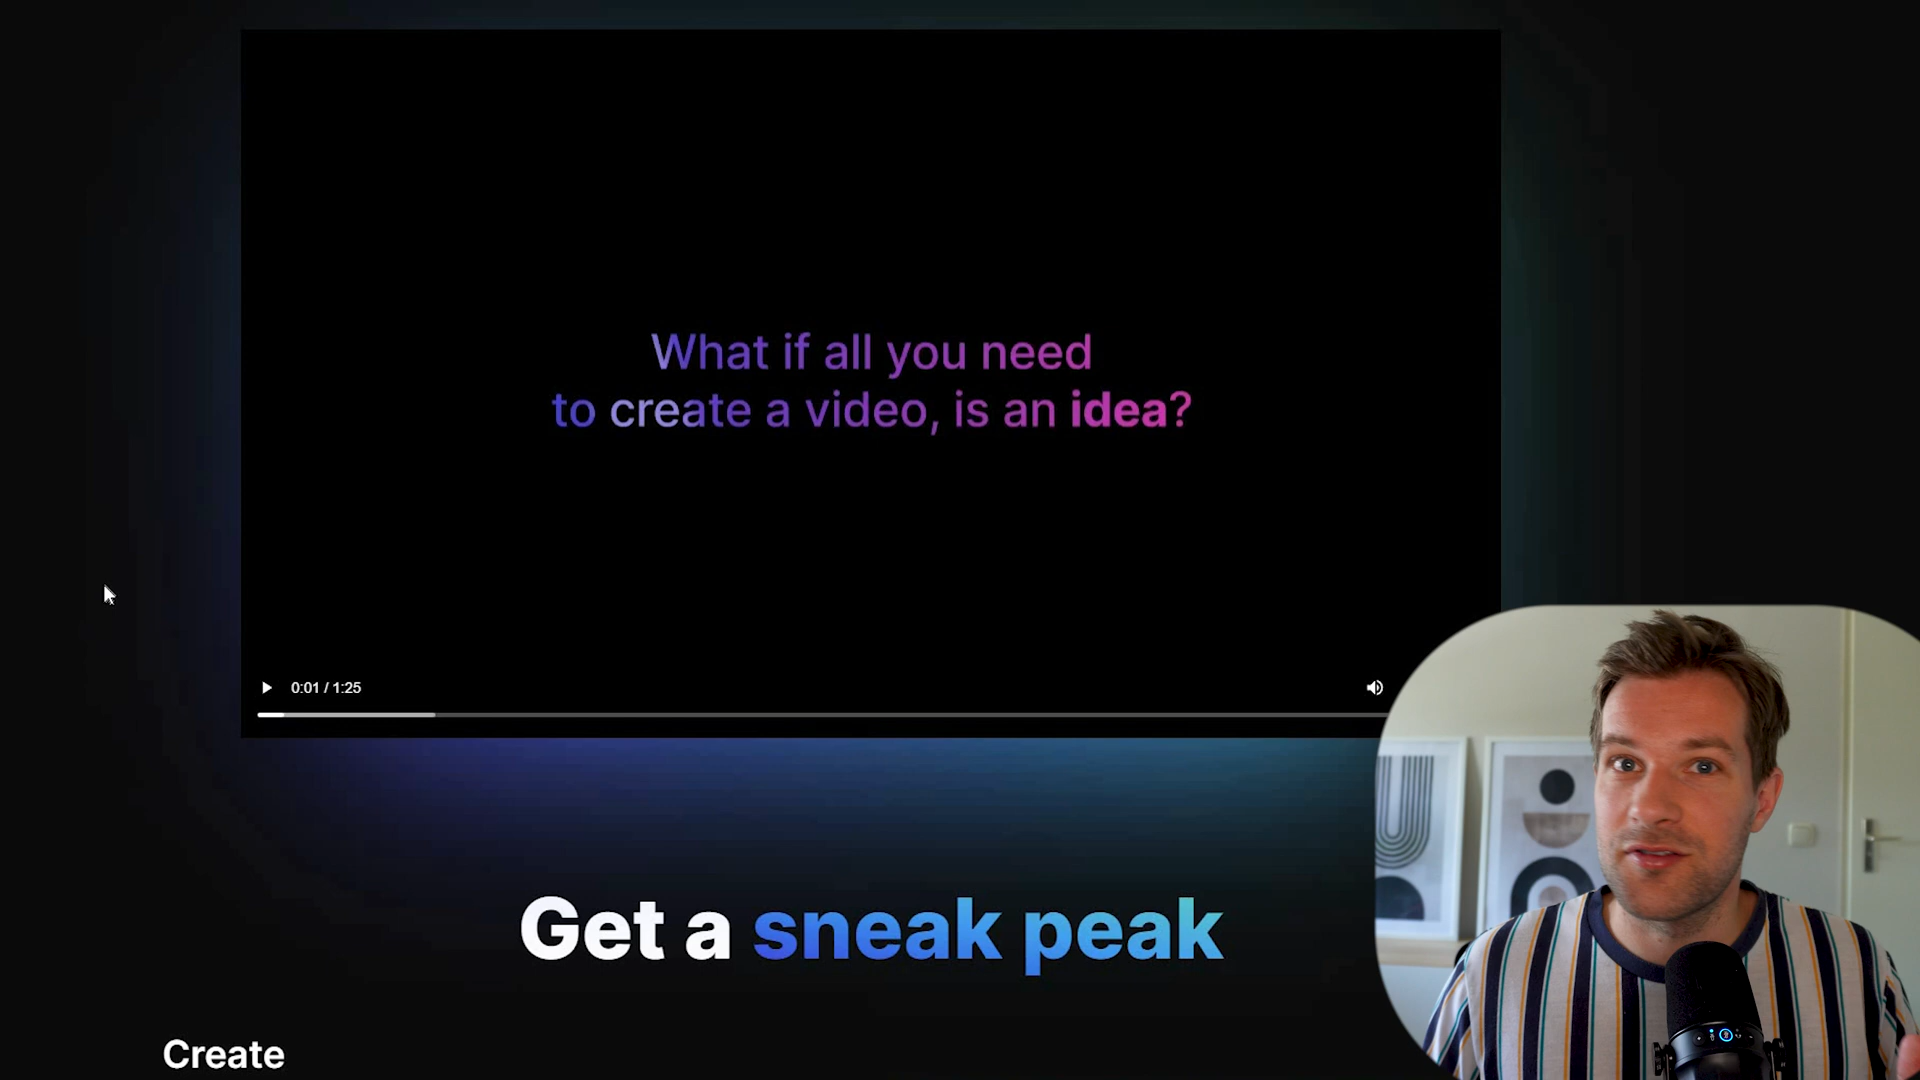 What if all you need
to create a video, is an idea?
0:01 / 1:25
Get a sneak peak
Create